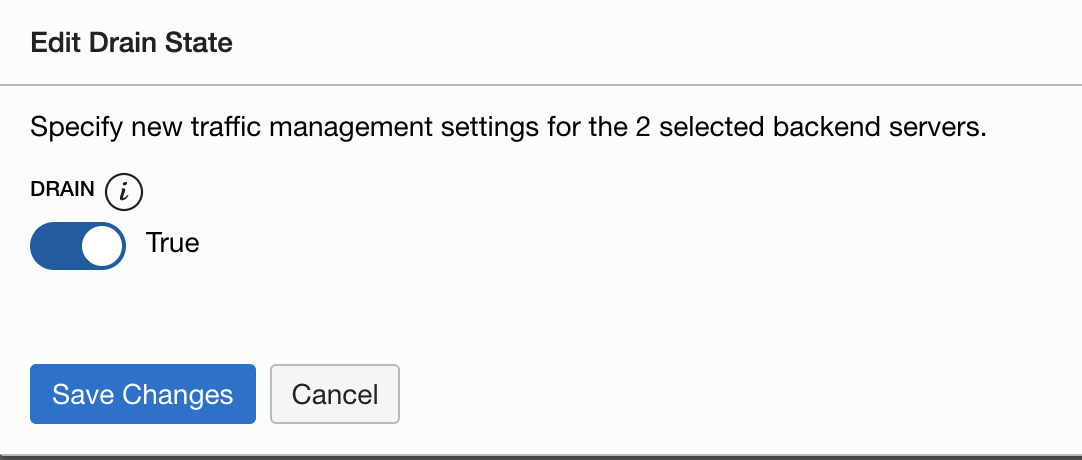 Edit Drain State
Specify new traffic management settings for the 2 selected backend servers.
DRAIN i
True
Save Changes Cancel